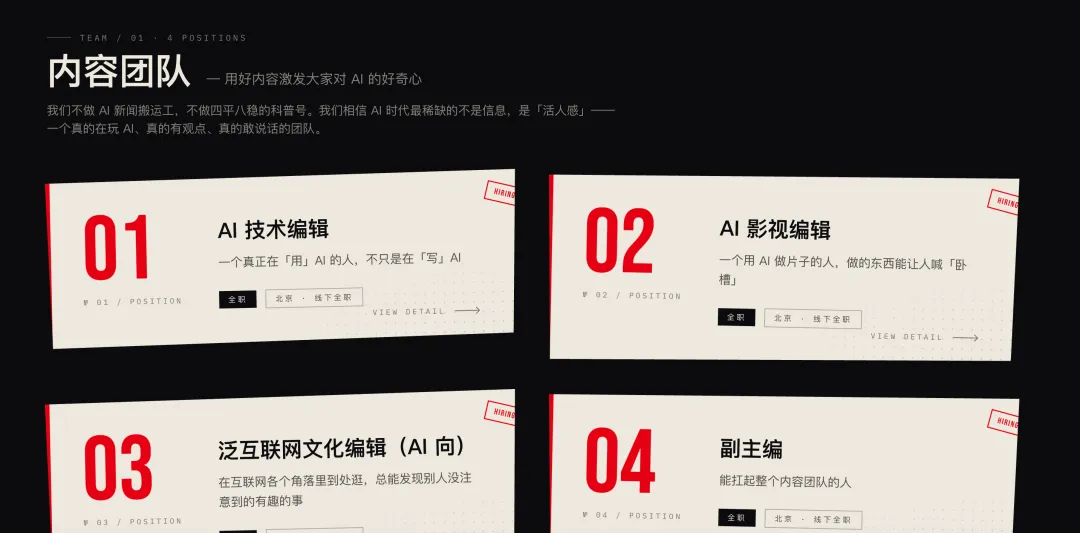 TEAM / 01 · 4 POSITIONS
内容团队 — 用好内容激发大家对 AI 的好奇心
我们不做 AI 新闻搬运工，不做四平八稳的科普号。我们相信 AI 时代最稀缺的不是信息，是「活人感」——
一个真的在玩 AI、真的有观点、真的敢说话的团队。
HIRING
01
AI 技术编辑
一个真正在「用」AI 的人，不只是在「写」AI
№ 01 / POSITION
全职
北京 · 线下全职
VIEW DETAIL
HIRING
02
AI 影视编辑
一个用 AI 做片子的人，做的东西能让人喊「卧
槽」
№ 02 / POSITION
全职
北京 · 线下全职
VIEW DETAIL
HIRING
03
泛互联网文化编辑（AI 向）
在互联网各个角落里到处逛，总能发现别人没注
意到的有趣的事
№ 03 / POSITION
HIRING
04
副主编
能扛起整个内容团队的人
№ 04 / POSITION
全职
北京 · 线下全职